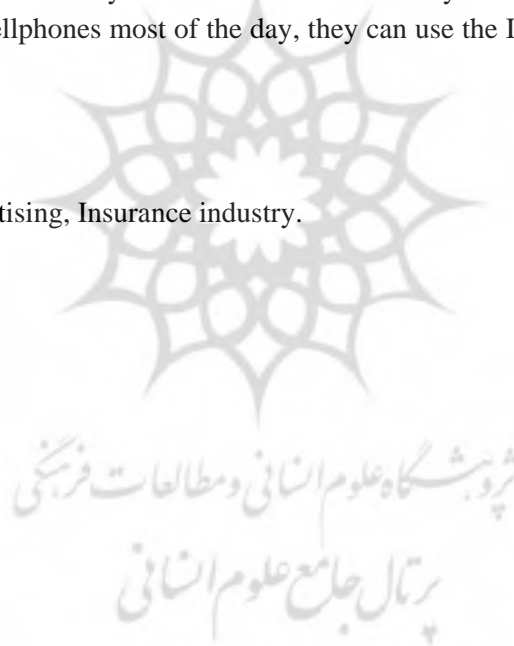 ellphones most of the day, they can use the I
tising, Insurance industry.
پژوهشگاه علوم انسانی و مطالعات فرهنگی
پرتال جامع علوم انسانی